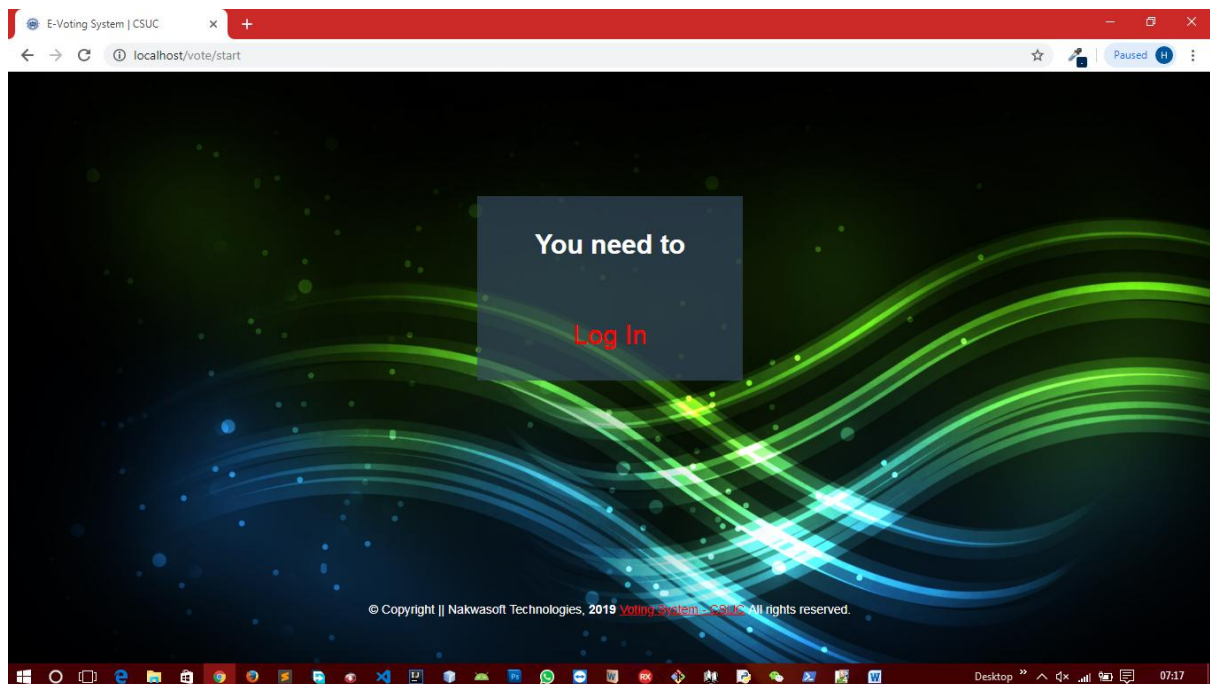 E-Voting System | CSUC
localhost/vote/start
Paused H
You need to
Log In
© Copyright || Nakwasoft Technologies, 2019 Voting System - CSUC All rights reserved.
Desktop
07:17